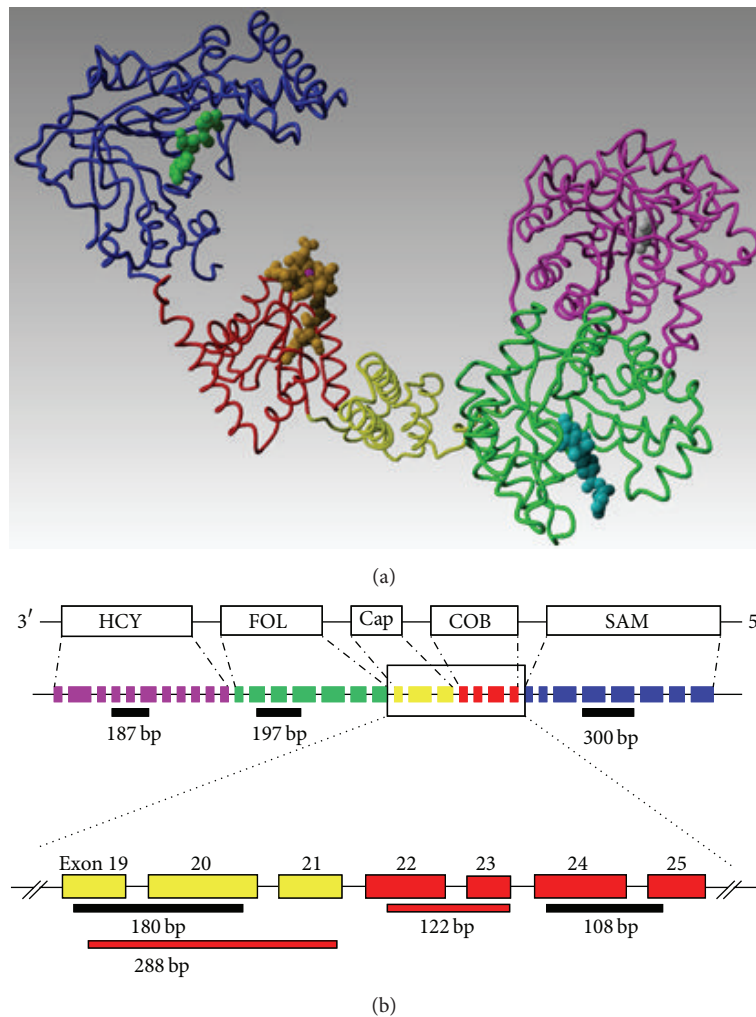 (a)
3′ HCY FOL Cap COB SAM 5
187 bp 197 bp 300 bp
Exon 19 20 21 22 23 24 25
180 bp 122 bp 108 bp
288 bp
(b)